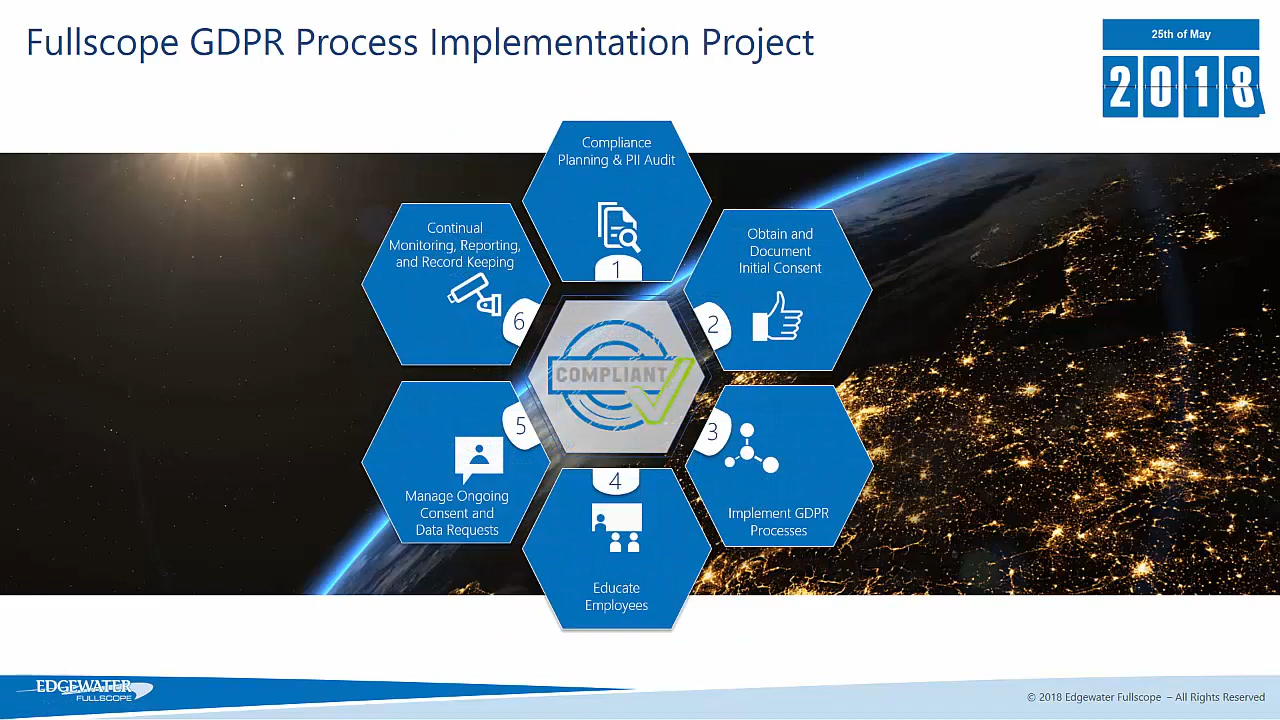 Fullscope GDPR Process Implementation Project
25th of May
2018
Compliance
Planning & PII Audit
1
Obtain and
Document
Initial Consent
2
3
Implement GDPR
Processes
4
Educate
Employees
5
Manage Ongoing
Consent and
Data Requests
Continual
Monitoring, Reporting,
and Record Keeping
6
COMPLIANT
EDGEWATER
FULLSCOPE
© 2018 Edgewater Fullscope – All Rights Reserved